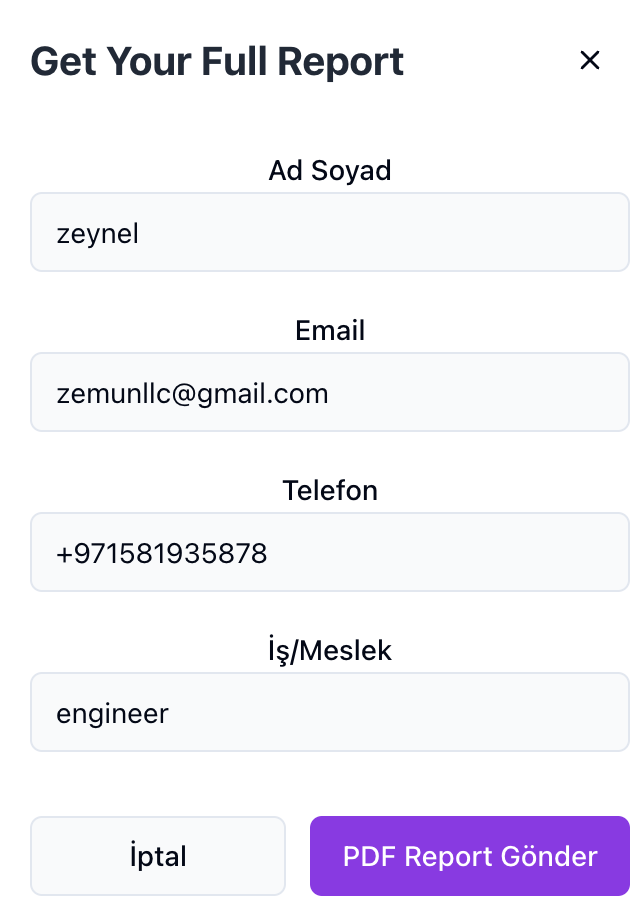 Get Your Full Report
Ad Soyad
zeynel
Email
zemunllc@gmail.com
Telefon
+971581935878
İş/Meslek
engineer
İptal
PDF Report Gönder